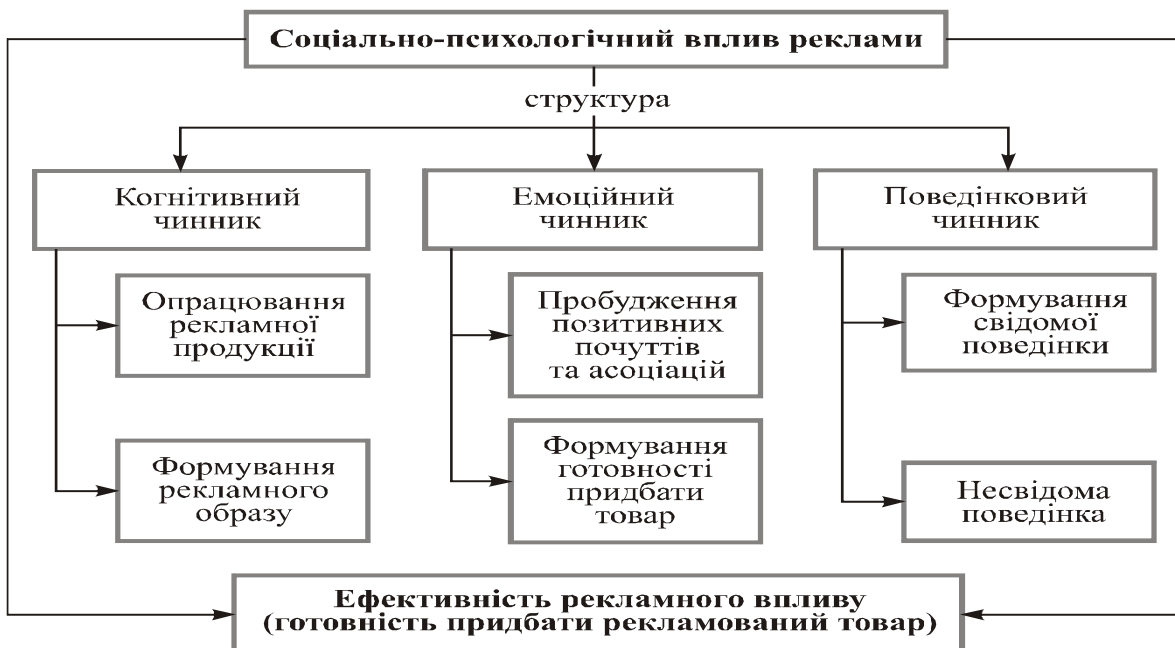 Соціально-психологічний вплив реклами
структура
Когнітивний
чинник
Опрацювання
рекламної
продукції
Формування
рекламного
образу
Емоційний
чинник
Пробудження
позитивних
почуттів
та асоціацій
Формування
готовності
придбати
товар
Поведінковий
чинник
Формування
свідомої
поведінки
Несвідома
поведінка
Ефективність рекламного впливу
(готовність придбати рекламований товар)